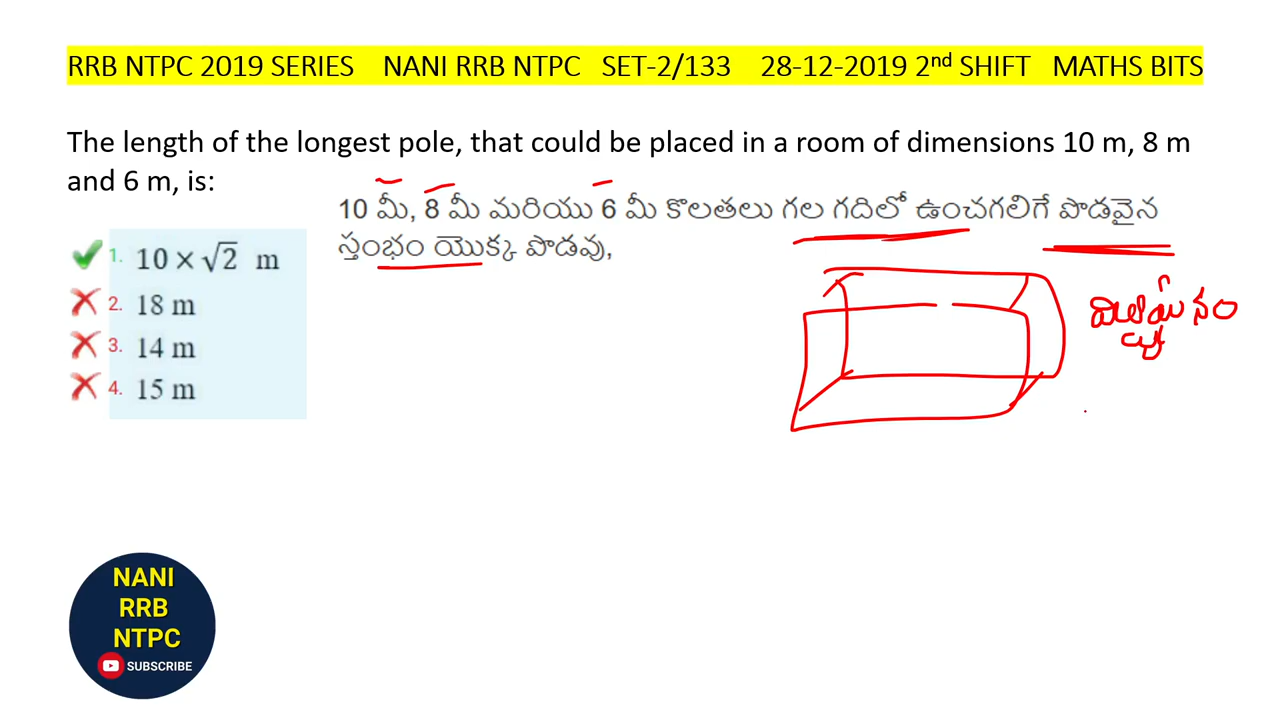 RRB NTPC 2019 SERIES NANI RRB NTPC SET-2/133 28-12-2019 2nd SHIFT MATHS BITS
The length of the longest pole, that could be placed in a room of dimensions 10 m, 8 m
and 6 m, is:
10 మీ, 8 మీ మరియు 6 మీ కొలతలు గల గదిలో ఉంచగలిగే పొడవైన
స్తంభం యొక్క పొడవు,
1. 10 × √2 m
2. 18 m
3. 14 m
4. 15 m
NANI
RRB
NTPC
SUBSCRIBE